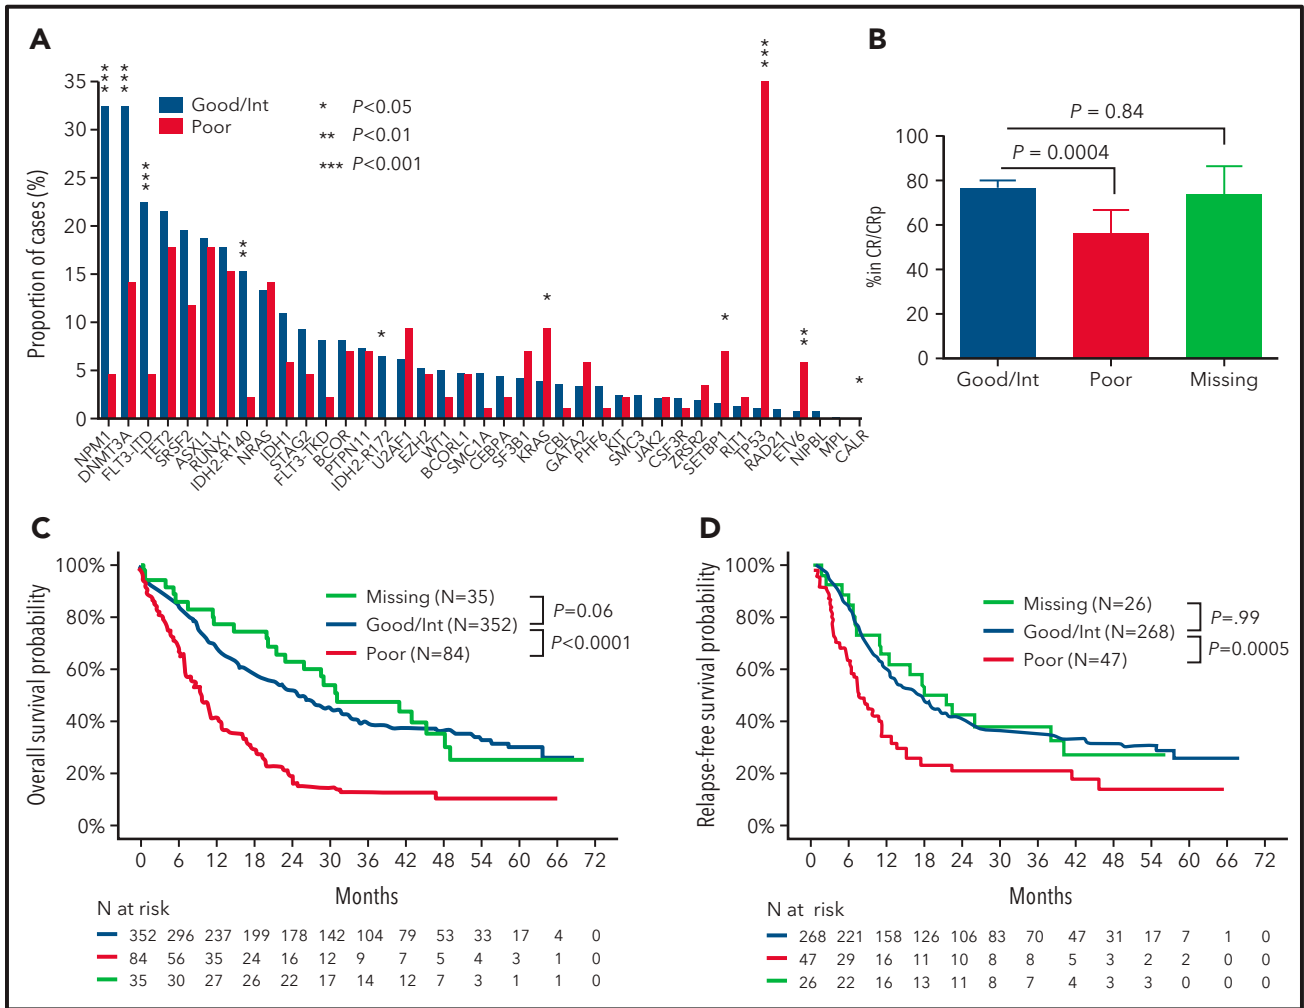 A
***
***
***
**
*
*
*
***
**
*
Good/Int
Poor
* P<0.05
** P<0.01
*** P<0.001
Proportion of cases (%)
35
30
25
20
15
10
5
0
NPM1
DNMT3A
FLT3-ITD
TET2
SRSF2
ASXL1
RUNX1
IDH2-R140
NRAS
IDH1
STAG2
FLT3-TKD
BCOR
PTPN11
IDH2-R172
U2AF1
EZH2
WT1
BCORL1
SMC1A
CEBPA
SF3B1
KRAS
CBL
GATA2
PHF6
KIT
SMC3
JAK2
CSF3R
ZRSR2
SETBP1
RIT1
TP53
RAD21
ETV6
NIPBL
MPL
CALR
B
P = 0.84
P = 0.0004
%in CR/CRp
100
80
60
40
20
0
Good/Int Poor Missing
C
Overall survival probability
100%
80%
60%
40%
20%
0%
Missing (N=35)
Good/Int (N=352)
Poor (N=84)
P=0.06
P<0.0001
0 6 12 18 24 30 36 42 48 54 60 66 72
Months
N at risk
352 296 237 199 178 142 104 79 53 33 17 4 0
84 56 35 24 16 12 9 7 5 4 3 1 0
35 30 27 26 22 17 14 12 7 3 1 1 0
D
Relapse-free survival probability
100%
80%
60%
40%
20%
0%
Missing (N=26)
Good/Int (N=268)
Poor (N=47)
P=.99
P=0.0005
0 6 12 18 24 30 36 42 48 54 60 66 72
Months
N at risk
268 221 158 126 106 83 70 47 31 17 7 1 0
47 29 16 11 10 8 8 5 3 2 2 0 0
26 22 16 13 11 8 7 4 3 3 0 0 0